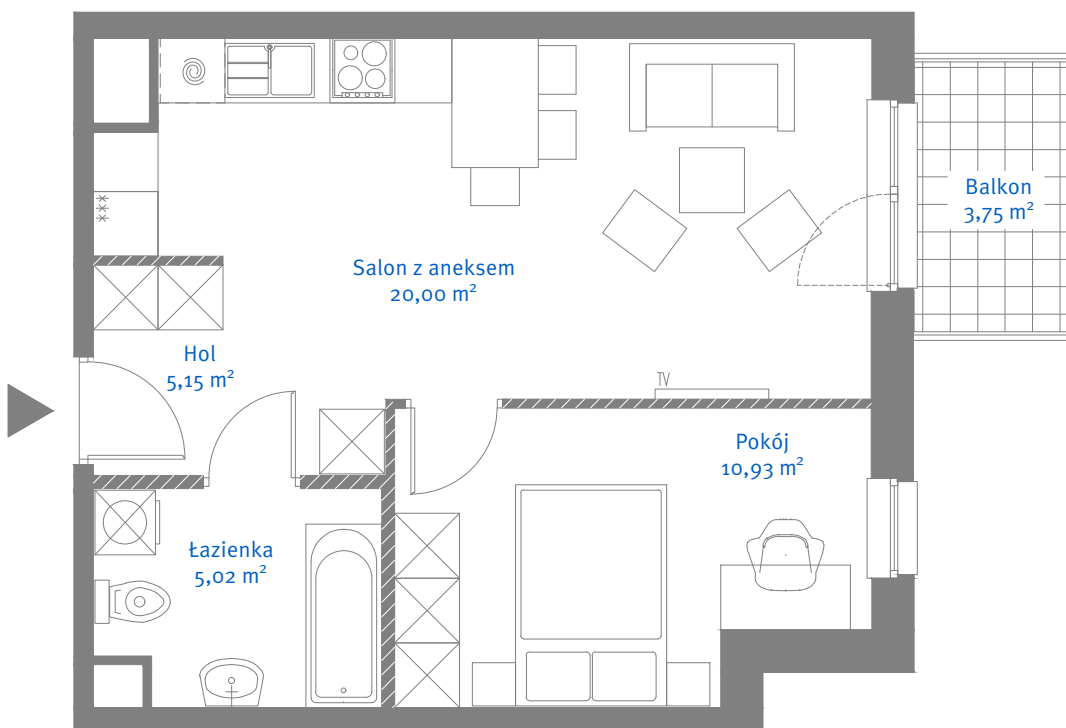 Balkon
3,75 m²
Salon z aneksem
20,00 m²
Hol
5,15 m²
TV
Pokój
10,93 m²
Łazienka
5,02 m²